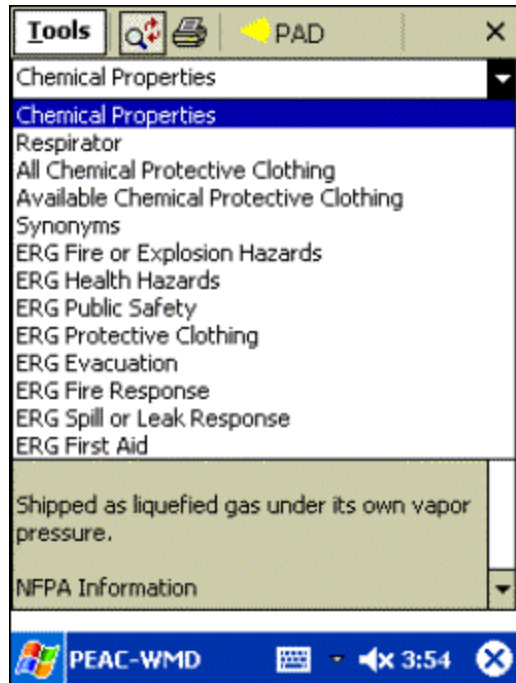 Tools PAD
Chemical Properties
Chemical Properties
Respirator
All Chemical Protective Clothing
Available Chemical Protective Clothing
Synonyms
ERG Fire or Explosion Hazards
ERG Health Hazards
ERG Public Safety
ERG Protective Clothing
ERG Evacuation
ERG Fire Response
ERG Spill or Leak Response
ERG First Aid
Shipped as liquefied gas under its own vapor
pressure.
NFPA Information
PEAC-WMD 3:54